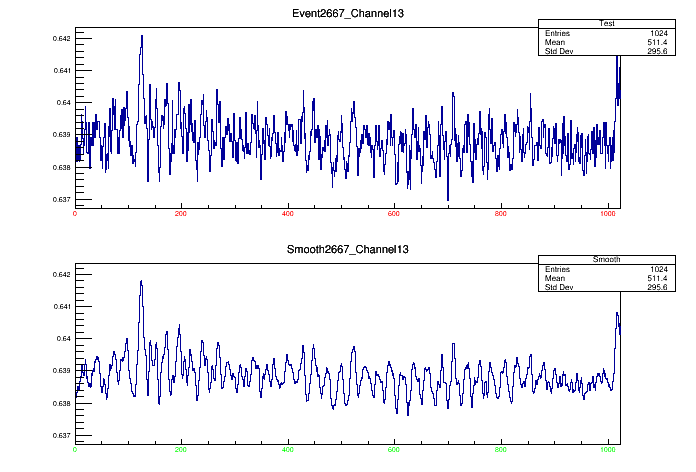 Event2667_Channel13
Test
Entries 1024
Mean 511.4
Std Dev 295.6
0.642
0.641
0.64
0.639
0.638
0.637
0 200 400 600 800 1000
Smooth2667_Channel13
Smooth
Entries 1024
Mean 511.4
Std Dev 295.6
0.642
0.641
0.64
0.639
0.638
0.637
0 200 400 600 800 1000